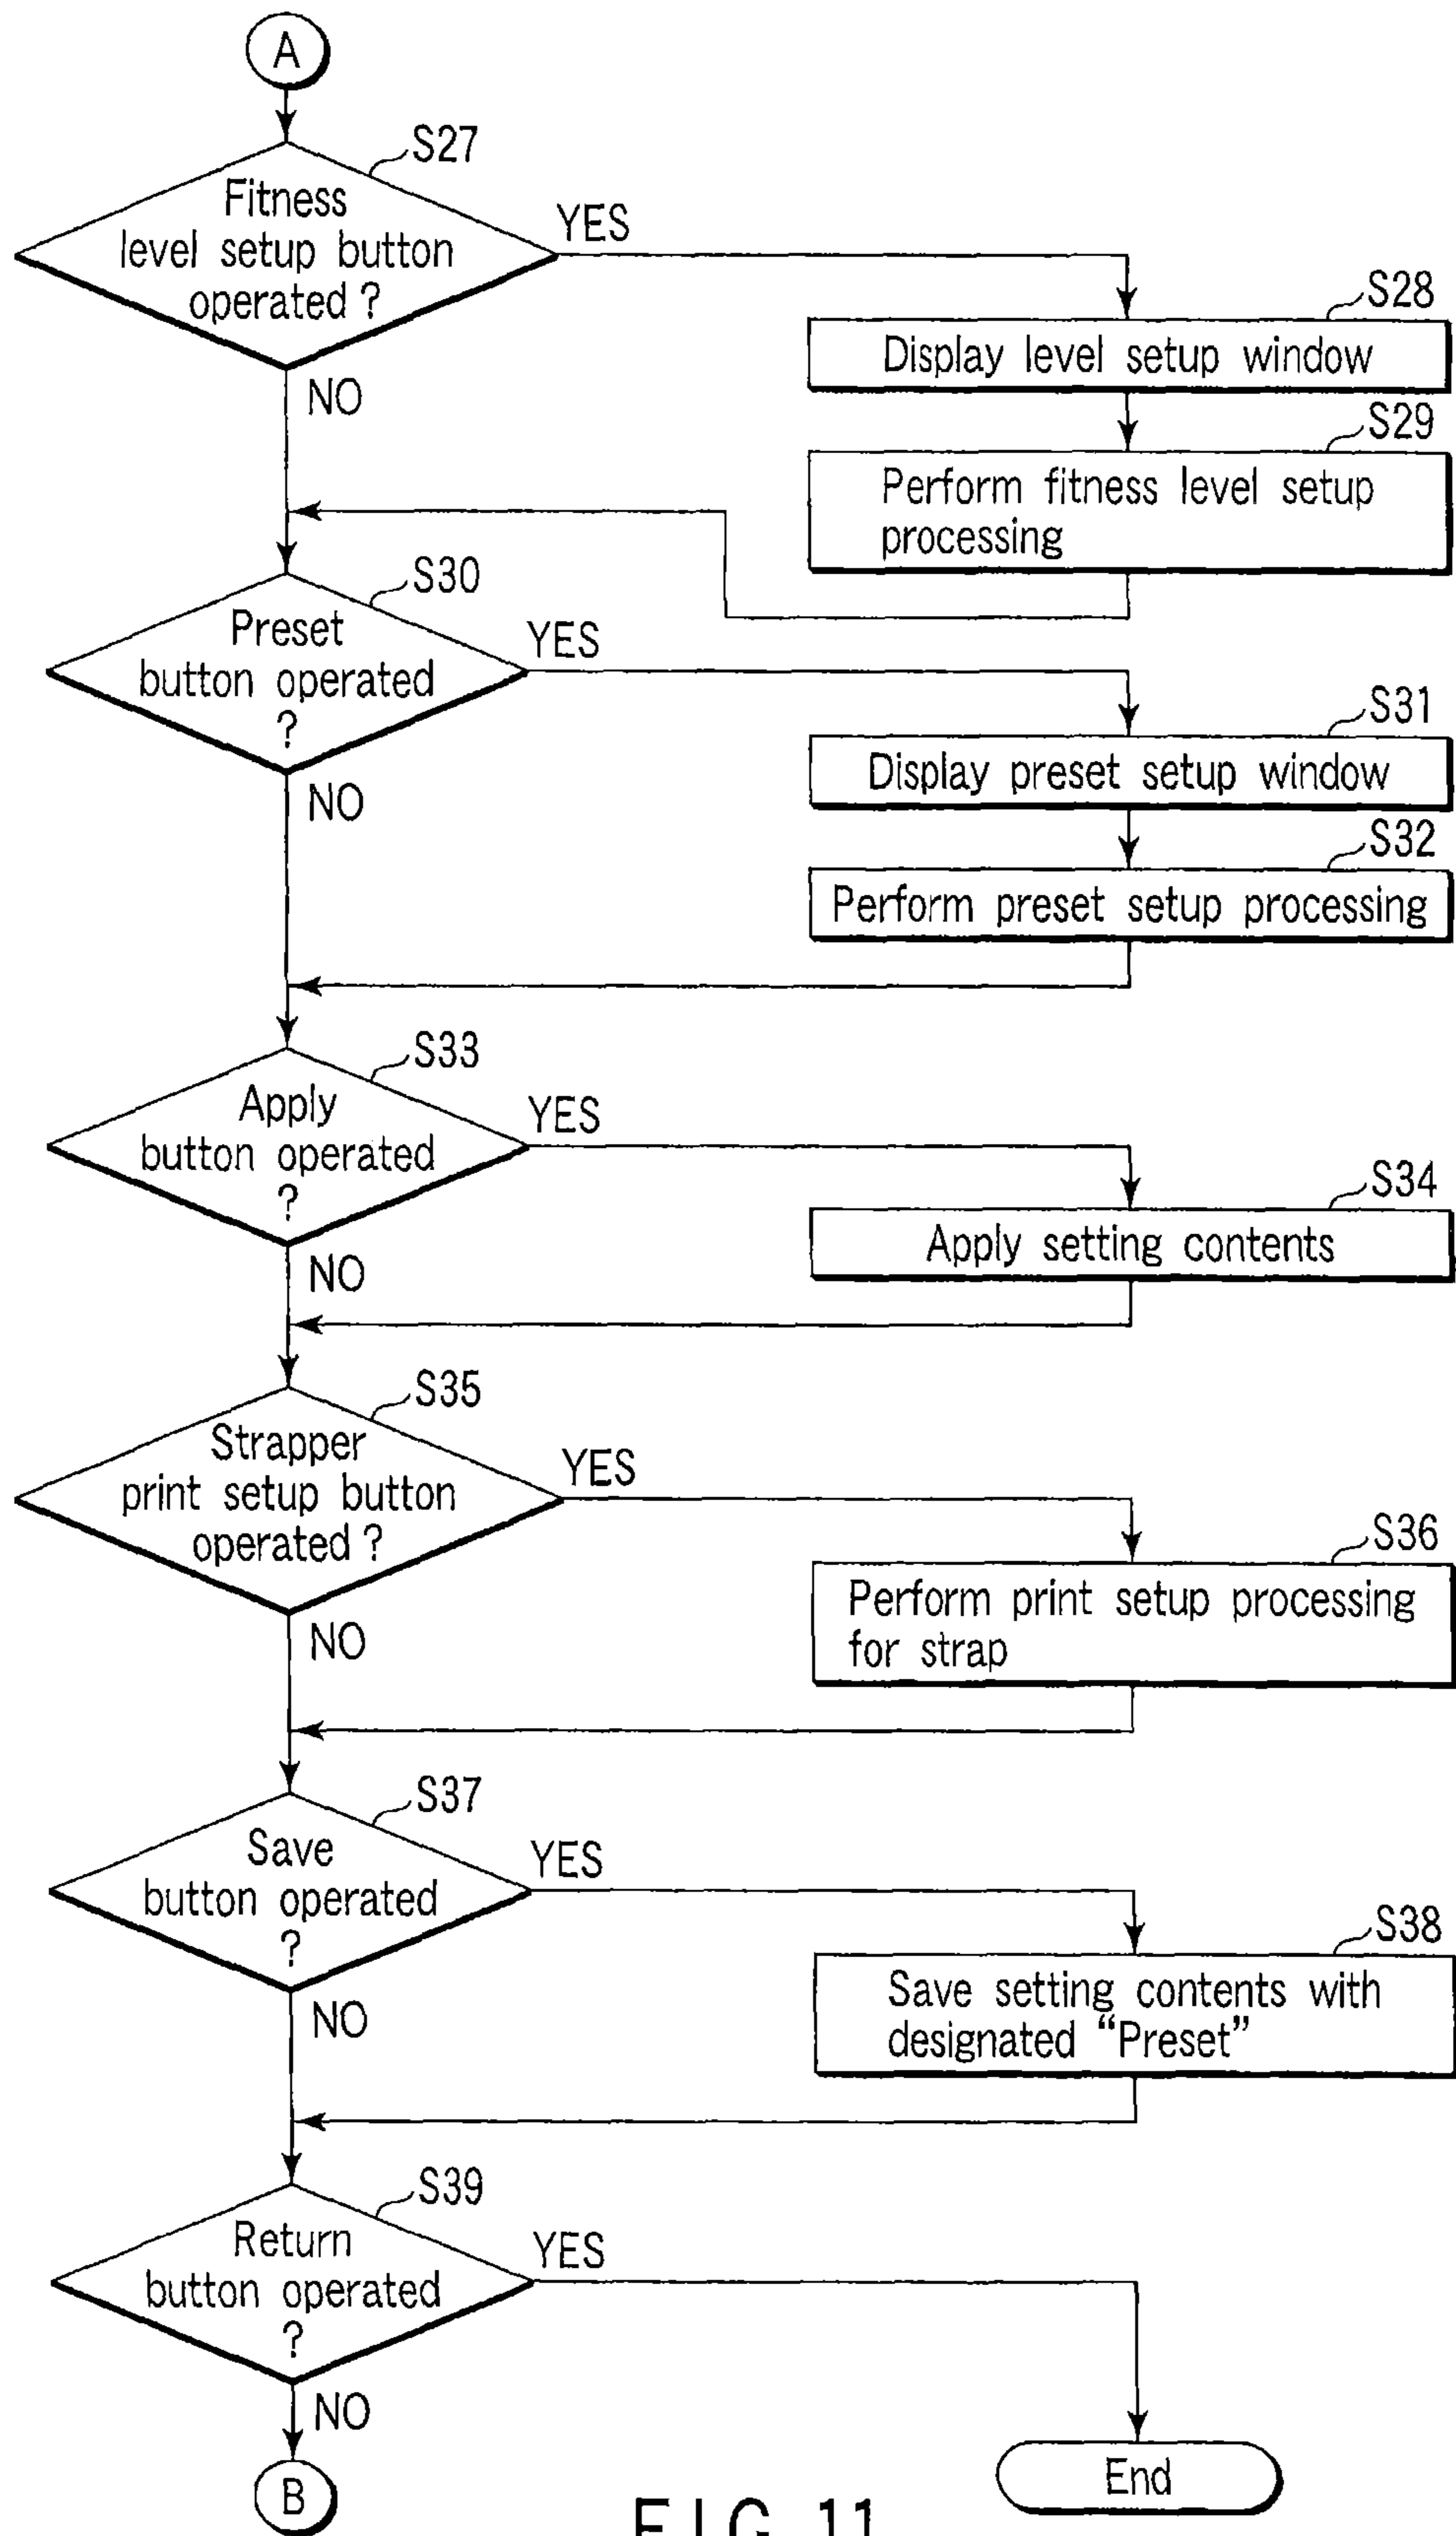 A
S27
Fitness
level setup button
operated ?
YES
NO
S28
Display level setup window
S29
Perform fitness level setup
processing
S30
Preset
button operated
?
YES
NO
S31
Display preset setup window
S32
Perform preset setup processing
S33
Apply
button operated
?
YES
NO
S34
Apply setting contents
S35
Strapper
print setup button
operated ?
YES
NO
S36
Perform print setup processing
for strap
S37
Save
button operated
?
YES
NO
S38
Save setting contents with
designated “Preset”
S39
Return
button operated
?
YES
NO
B
End
FIG. 11